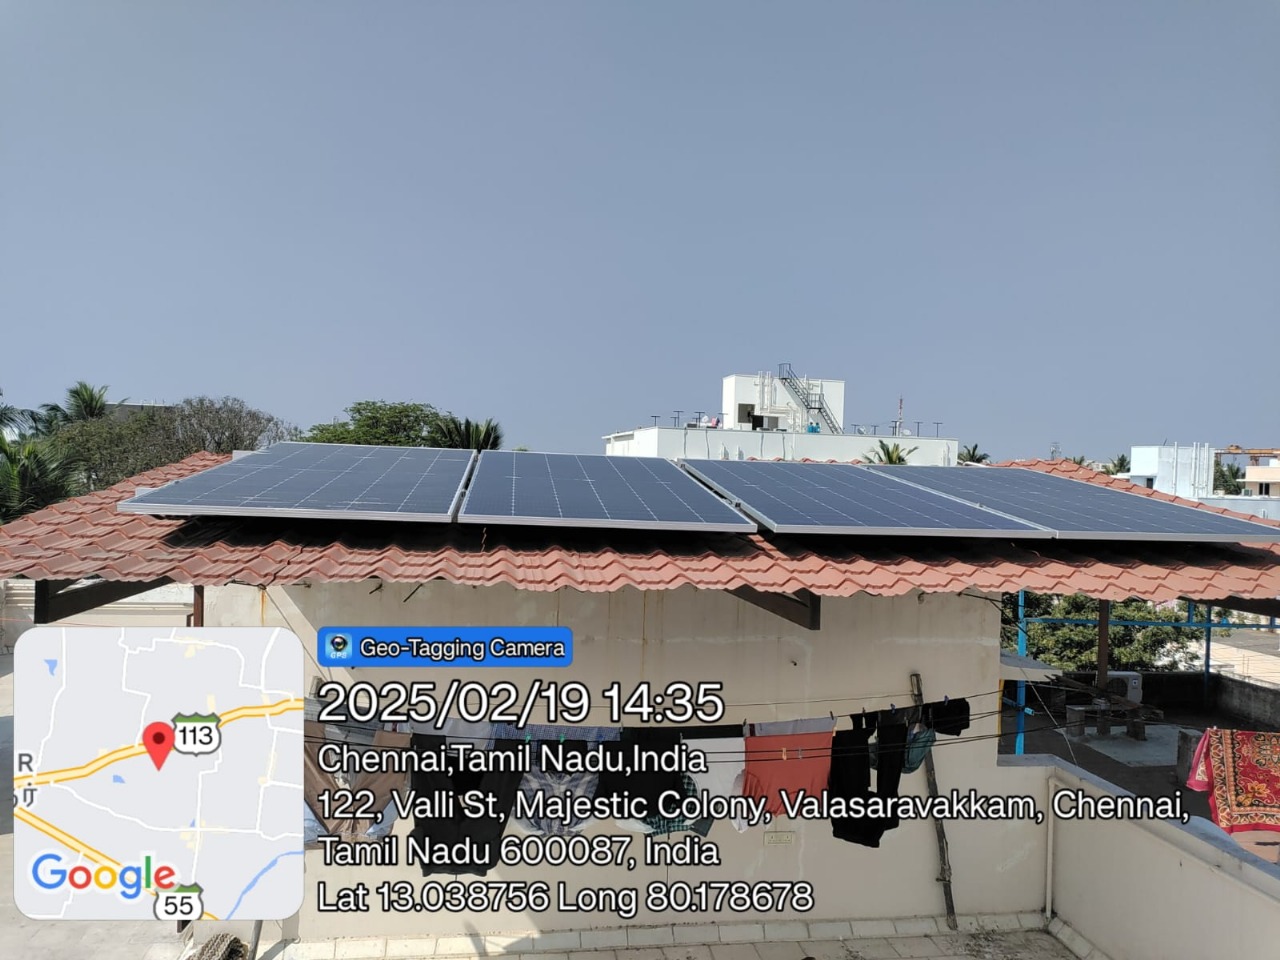 Geo-Tagging Camera
GPS
2025/02/19 14:35
Chennai,Tamil Nadu,India
122, Valli St, Majestic Colony, Valasaravakkam, Chennai,
Tamil Nadu 600087, India
Lat 13.038756 Long 80.178678
113
R
Google
55